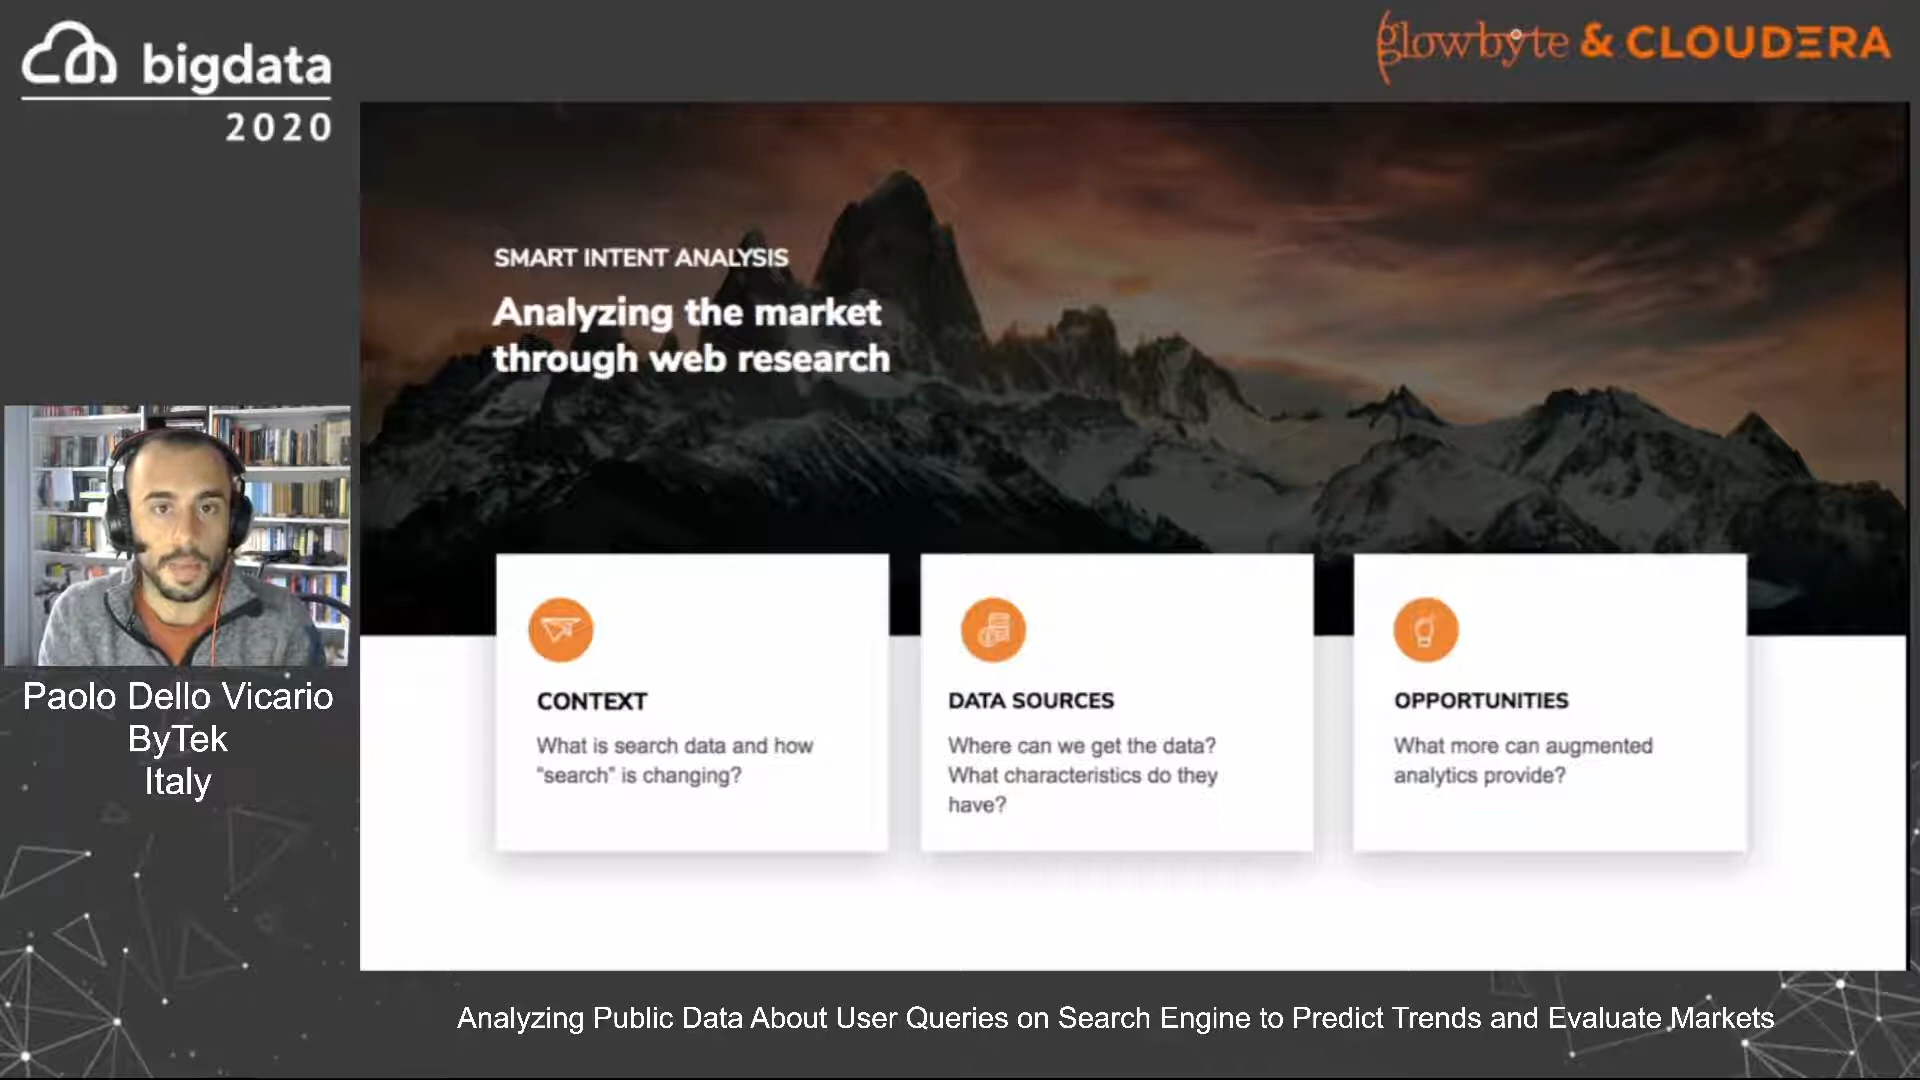 bigdata
2020
glowbyte & CLOUDERA
SMART INTENT ANALYSIS
Analyzing the market
through web research
CONTEXT
What is search data and how
“search” is changing?
DATA SOURCES
Where can we get the data?
What characteristics do they
have?
OPPORTUNITIES
What more can augmented
analytics provide?
Paolo Dello Vicario
ByTek
Italy
Analyzing Public Data About User Queries on Search Engine to Predict Trends and Evaluate Markets